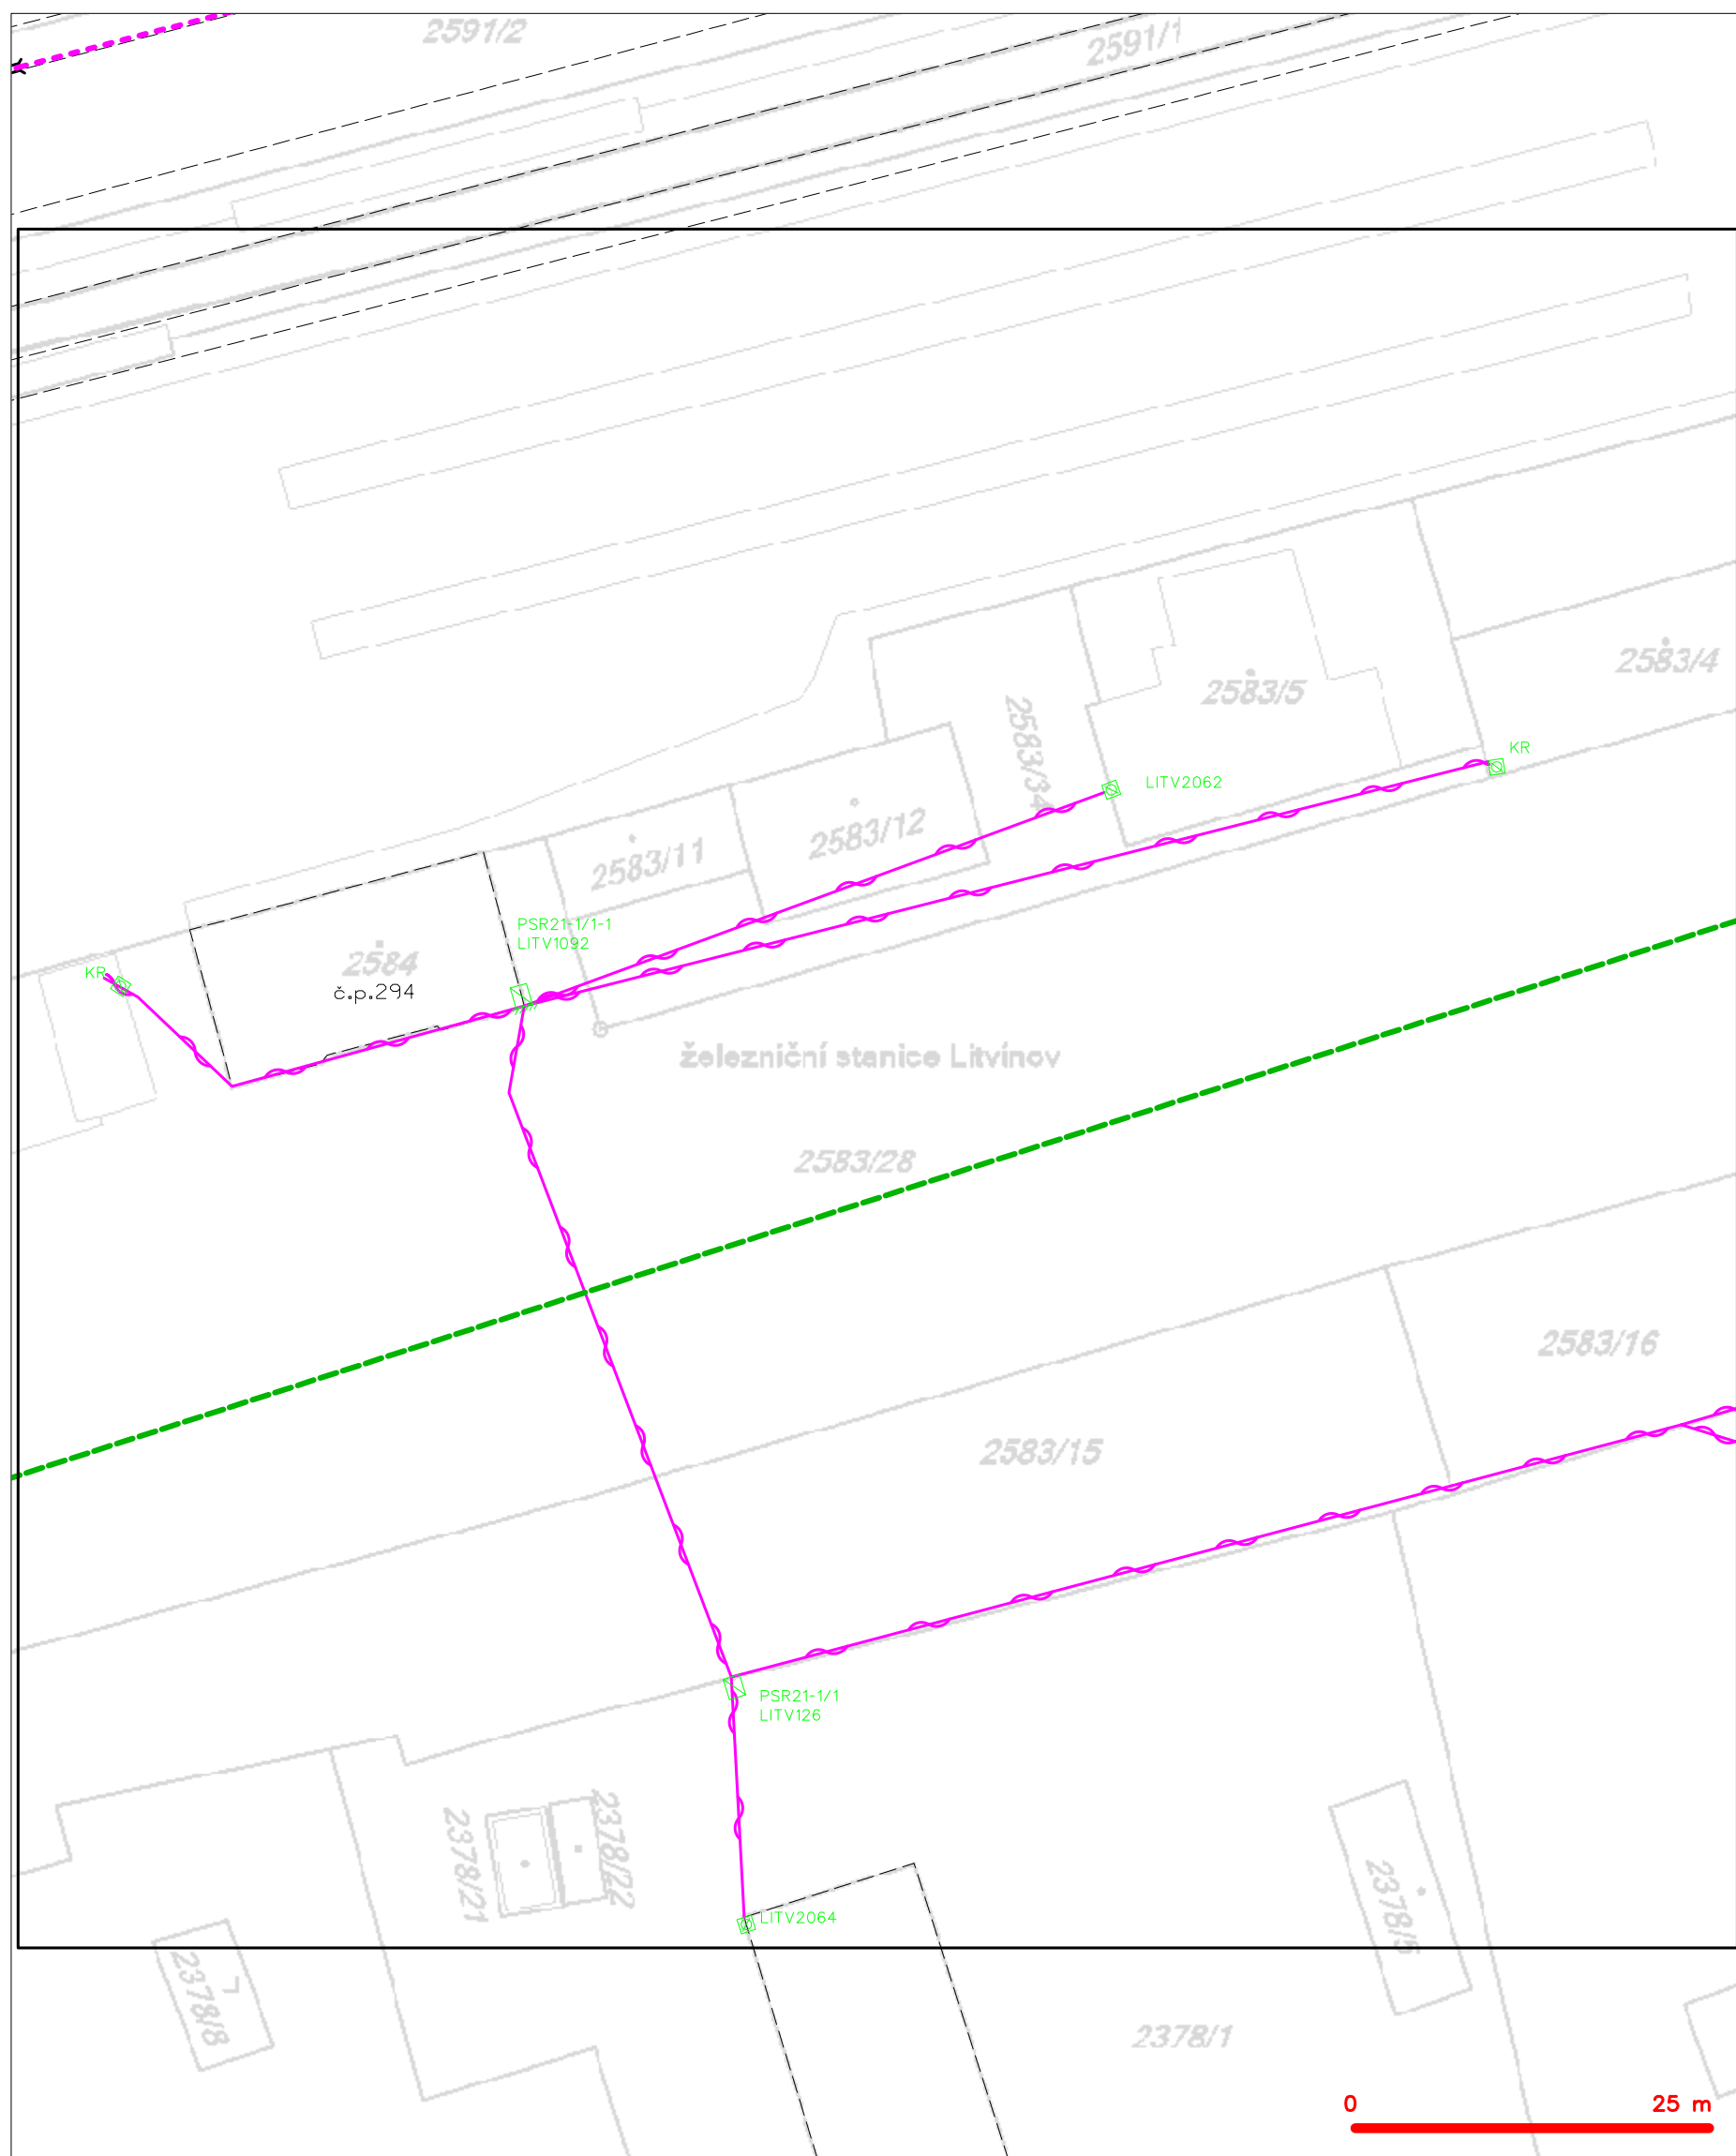 2591/2
2591/1
2583/4
2583/5
2583/34
KR
LITV2062
2583/12
2583/11
PSR21-1/1-1
LITV1092
2584
KR
č.p.294
železniční stanice Litvínov
2583/28
2583/16
2583/15
PSR21-1/1
LITV126
2378/21
2378/22
2378/5
LITV2064
2378/8
2378/1
0 25 m